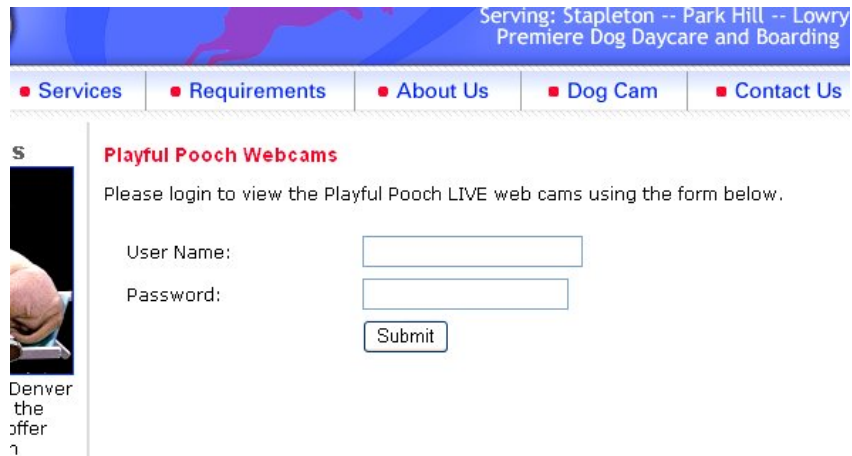 Serving: Stapleton -- Park Hill -- Lowry
Premiere Dog Daycare and Boarding
Services
Requirements
About Us
Dog Cam
Contact Us
s
Playful Pooch Webcams
Please login to view the Playful Pooch LIVE web cams using the form below.
User Name:
Password:
Submit
Denver
the
offer